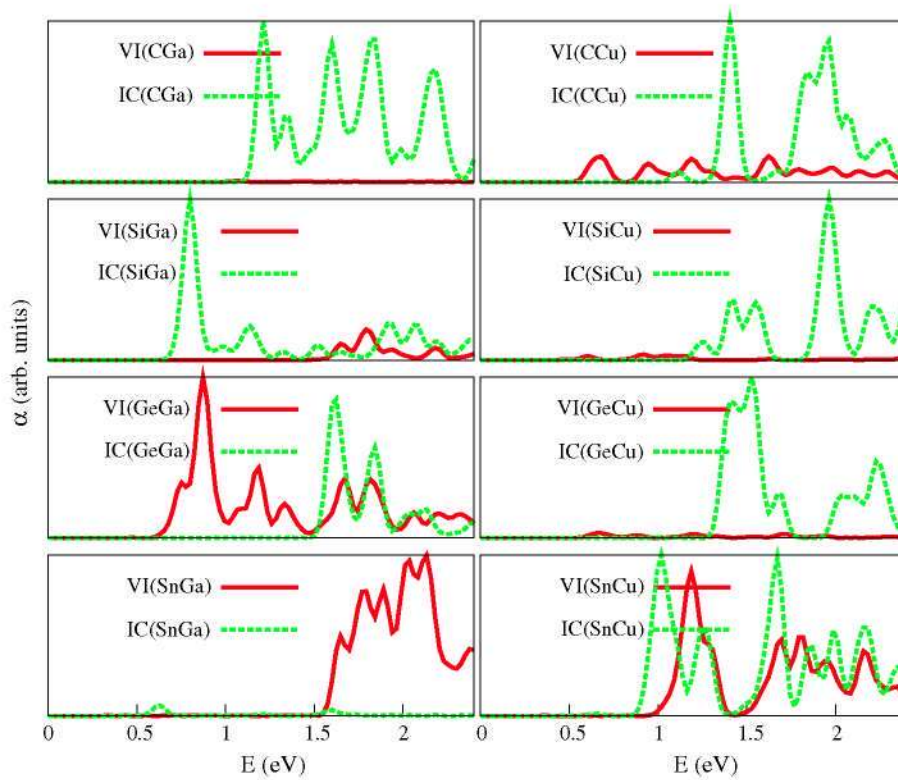 VI(CGa)
IC(CGa)
VI(CCu)
IC(CCu)
VI(SiGa)
IC(SiGa)
VI(SiCu)
IC(SiCu)
VI(GeGa)
IC(GeGa)
VI(GeCu)
IC(GeCu)
VI(SnGa)
IC(SnGa)
VI(SnCu)
IC(SnCu)
α (arb. units)
0 0.5 1 1.5 2 0 0.5 1 1.5 2
E (eV) E (eV)